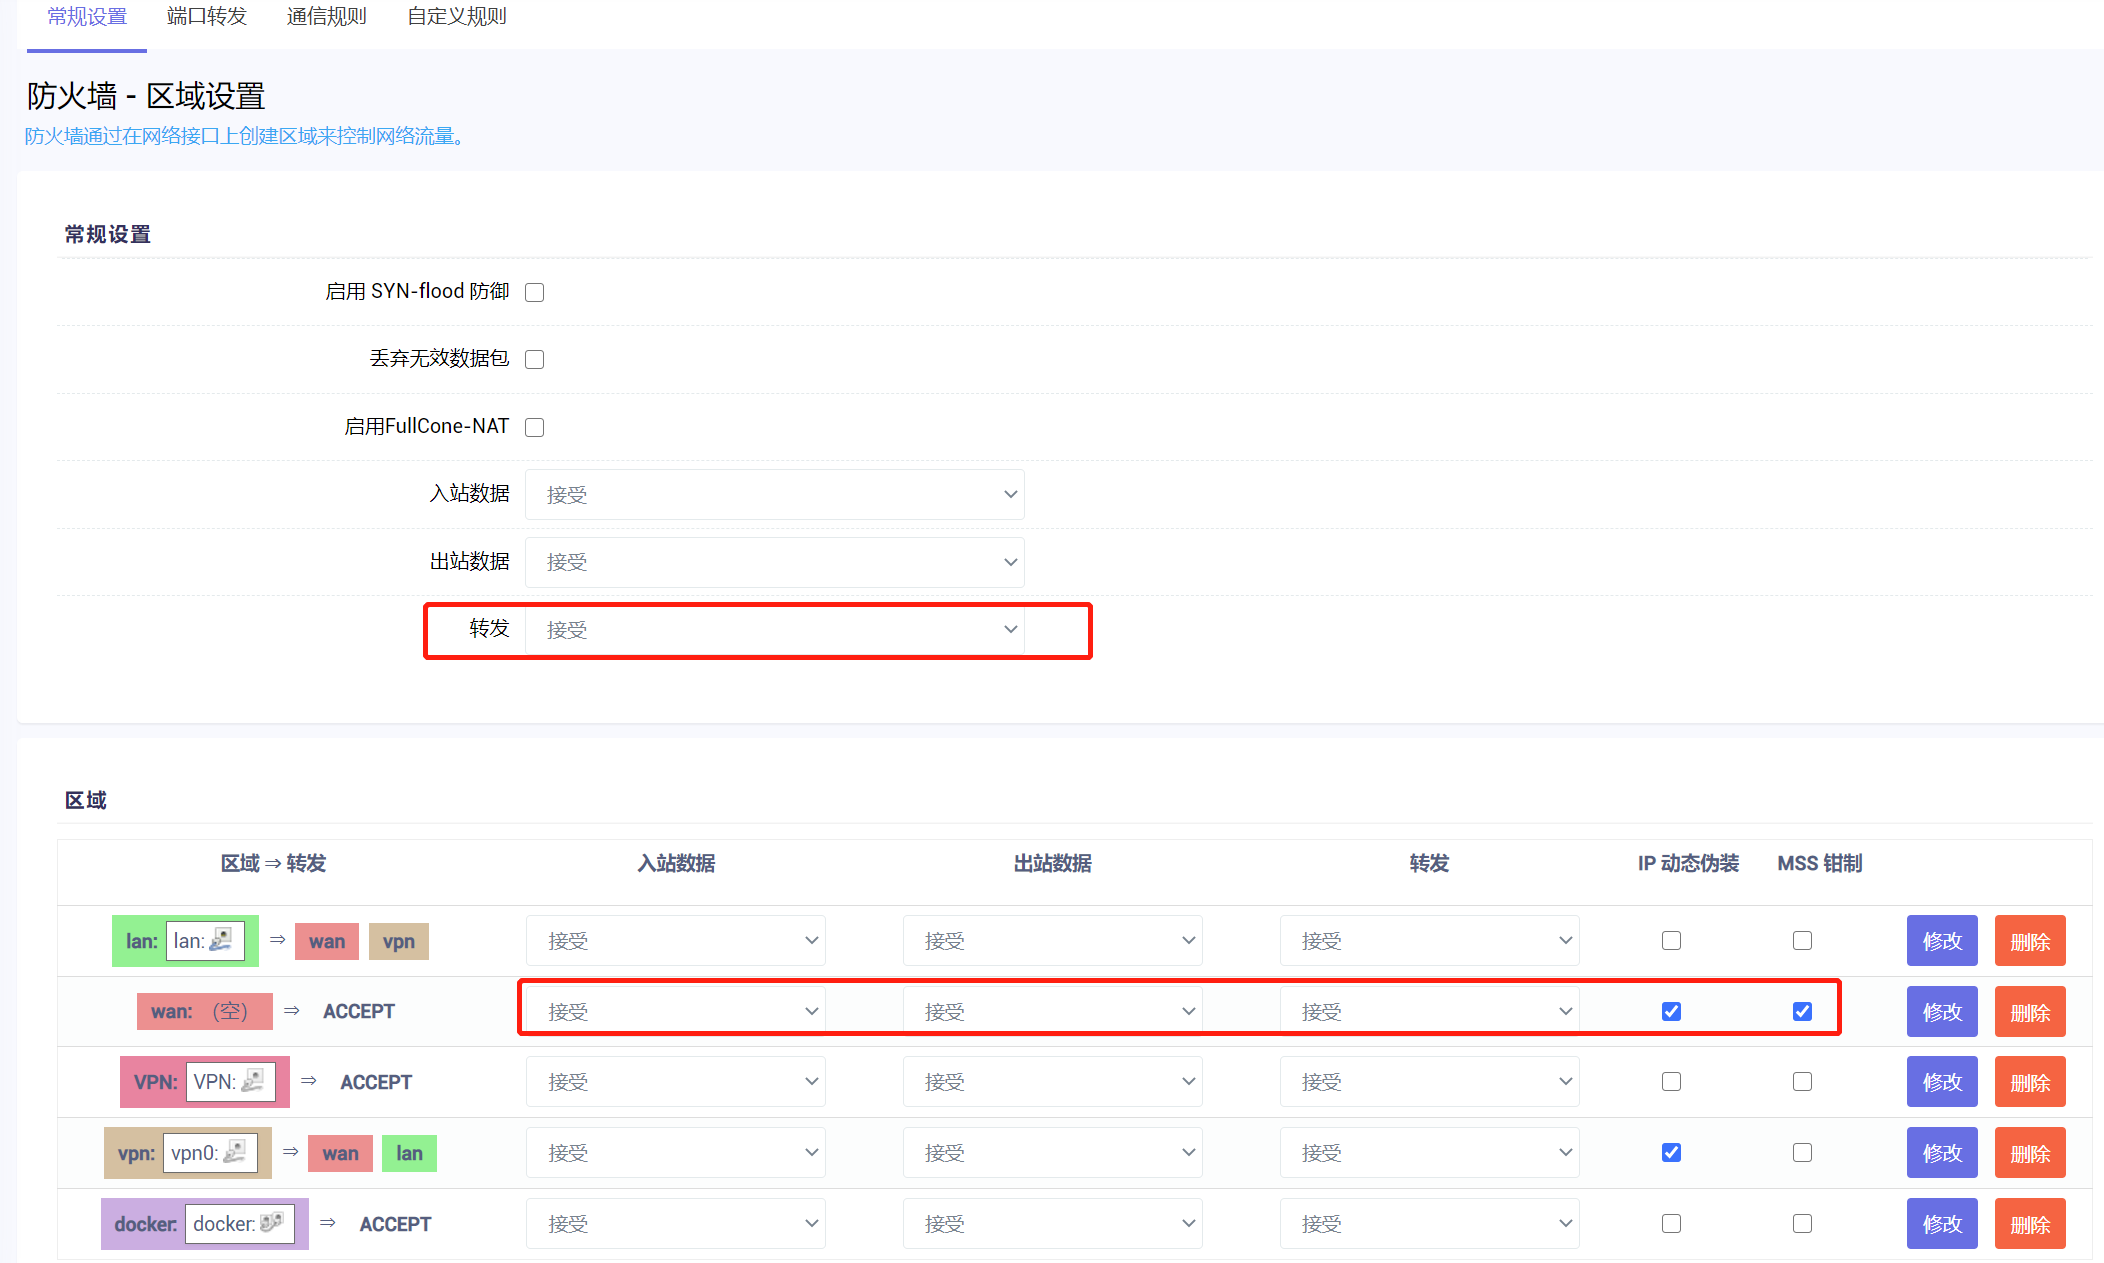 常规设置 端口转发 通信规则 自定义规则
防火墙 - 区域设置
防火墙通过在网络接口上创建区域来控制网络流量。
常规设置
启用 SYN-flood 防御
丢弃无效数据包
启用FullCone-NAT
入站数据 接受
出站数据 接受
转发 接受
区域
区域 ⇒ 转发 入站数据 出站数据 转发 IP 动态伪装 MSS 钳制
lan: lan: ⇒ wan vpn 接受 接受 接受 修改 删除
wan: (空) ⇒ ACCEPT 接受 接受 接受 修改 删除
VPN: VPN: ⇒ ACCEPT 接受 接受 接受 修改 删除
vpn: vpn0: ⇒ wan lan 接受 接受 接受 修改 删除
docker: docker: ⇒ ACCEPT 接受 接受 接受 修改 删除